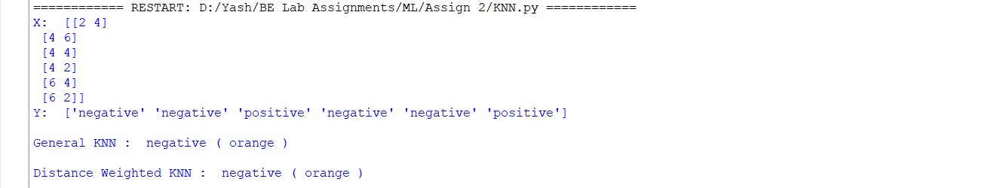 ============ RESTART: D:/Yash/BE Lab Assignments/ML/Assign 2/KNN.py ============
X:  [[2 4]
 [4 6]
 [4 4]
 [4 2]
 [6 4]
 [6 2]]
Y:  ['negative' 'negative' 'positive' 'negative' 'negative' 'positive']
General KNN :  negative ( orange )
Distance Weighted KNN :  negative ( orange )